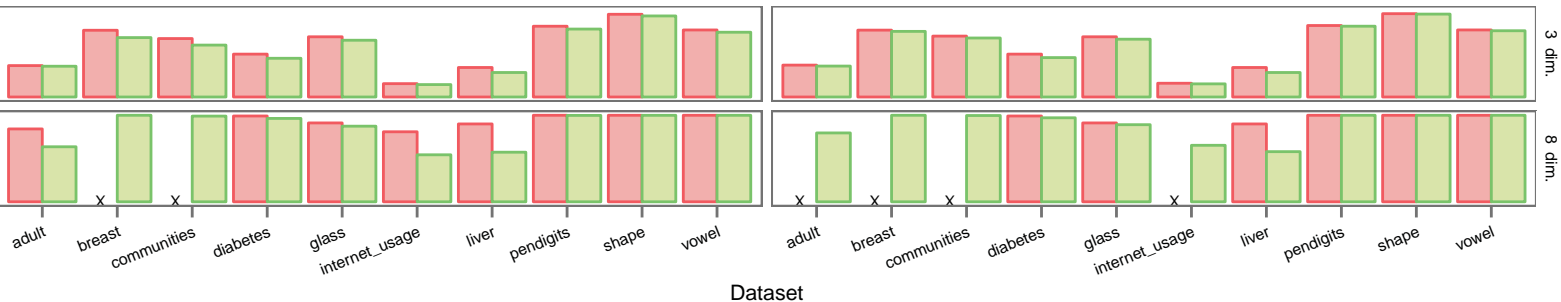 3 dim.
x x x x x x
8 dim.
adult breast communities diabetes glass internet_usage liver pendigits shape vowel adult breast communities diabetes glass internet_usage liver pendigits shape vowel
Dataset